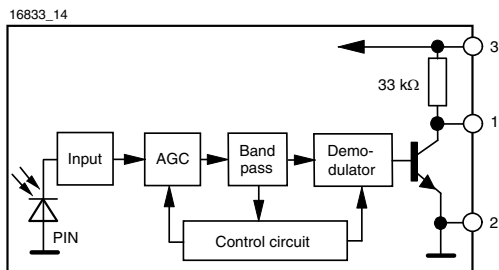 16833_14
3
33 kΩ
1
Input
AGC
Band
pass
Demo-
dulator
PIN
Control circuit
2